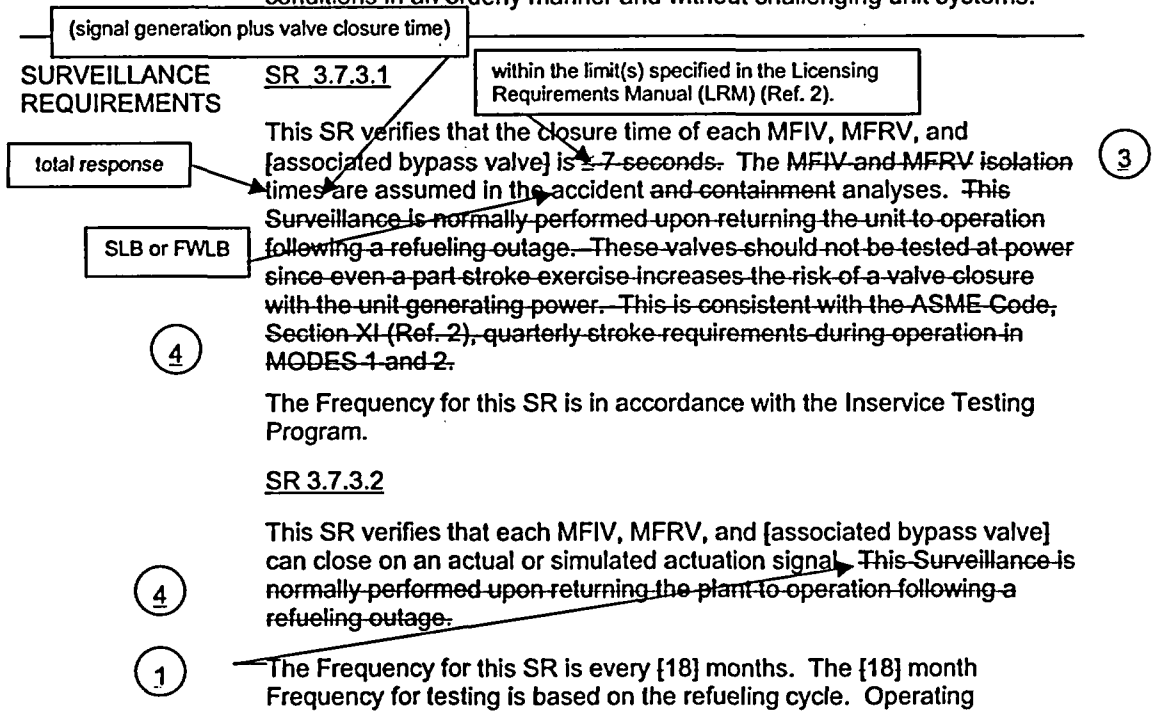 conditions in an orderly manner and without challenging unit systems.
(signal generation plus valve closure time)
SURVEILLANCE
REQUIREMENTS
SR 3.7.3.1
within the limit(s) specified in the Licensing
Requirements Manual (LRM) (Ref. 2).
This SR verifies that the closure time of each MFIV, MFRV, and
[associated bypass valve] is ≤ 7 seconds. The MFIV and MFRV isolation
3
total response
times are assumed in the accident and containment analyses. This
Surveillance is normally performed upon returning the unit to operation
following a refueling outage. These valves should not be tested at power
SLB or FWLB
since even a part stroke exercise increases the risk of a valve closure
with the unit generating power. This is consistent with the ASME Code,
Section XI (Ref. 2), quarterly stroke requirements during operation in
4
MODES 1 and 2.
The Frequency for this SR is in accordance with the Inservice Testing
Program.
SR 3.7.3.2
This SR verifies that each MFIV, MFRV, and [associated bypass valve]
can close on an actual or simulated actuation signal. This Surveillance is
4
normally performed upon returning the plant to operation following a
refueling outage.
1
The Frequency for this SR is every [18] months. The [18] month
Frequency for testing is based on the refueling cycle. Operating